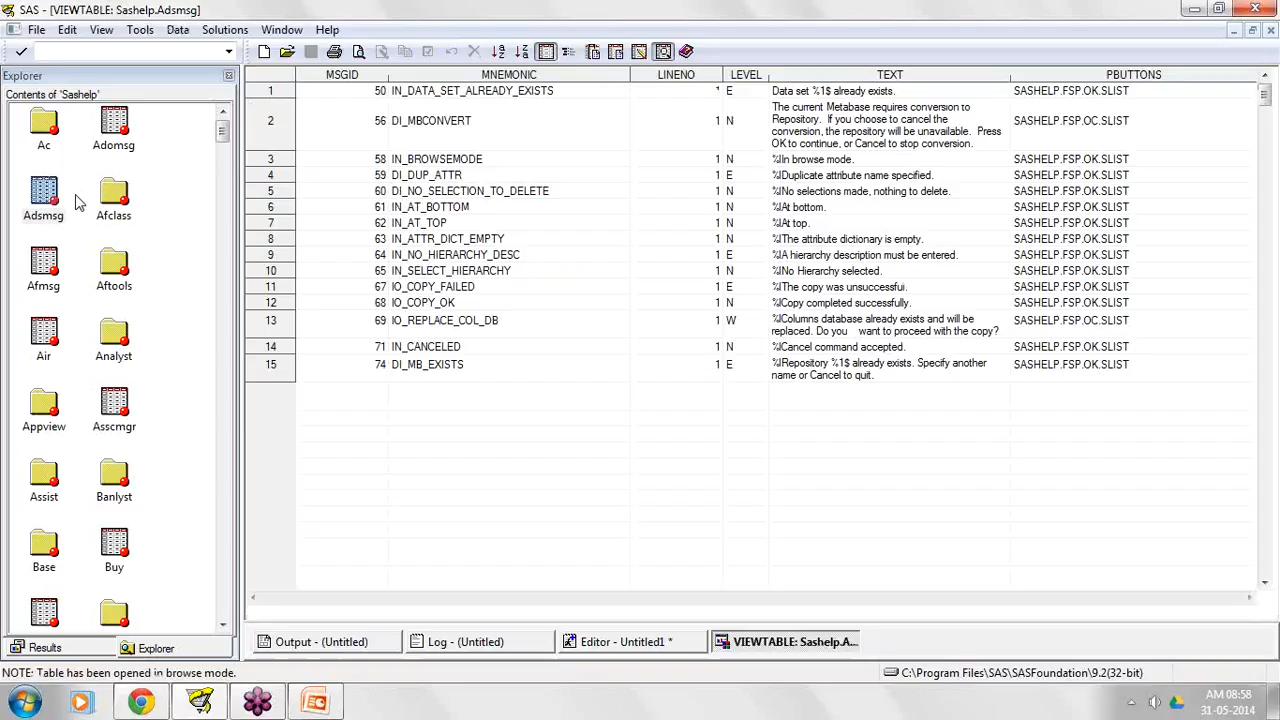 SAS - [VIEWTABLE: Sashelp.Adsmsg]
File Edit View Tools Data Solutions Window Help
Explorer
Contents of 'Sashelp'
Ac Adomsg
Adsmsg Afclass
Afmsg Aftools
Air Analyst
Appview Asscmgr
Assist Banlyst
Base Buy
Results Explorer
MSGID MNEMONIC LINENO LEVEL TEXT PBUTTONS
1 50 IN_DATA_SET_ALREADY_EXISTS 1 E Data set %1$ already exists. SASHELP.FSP.OK.SLIST
2 56 DI_MBCONVERT 1 N The current Metabase requires conversion to
Repository. If you choose to cancel the
conversion, the repository will be unavailable. Press
OK to continue, or Cancel to stop conversion. SASHELP.FSP.OC.SLIST
3 58 IN_BROWSEMODE 1 N %1In browse mode. SASHELP.FSP.OK.SLIST
4 59 DI_DUP_ATTR 1 E %1Duplicate attribute name specified. SASHELP.FSP.OK.SLIST
5 60 DI_NO_SELECTION_TO_DELETE 1 N %1No selections made, nothing to delete. SASHELP.FSP.OK.SLIST
6 61 IN_AT_BOTTOM 1 N %1At bottom. SASHELP.FSP.OK.SLIST
7 62 IN_AT_TOP 1 N %1At top. SASHELP.FSP.OK.SLIST
8 63 IN_ATTR_DICT_EMPTY 1 N %1The attribute dictionary is empty. SASHELP.FSP.OK.SLIST
9 64 IN_NO_HIERARCHY_DESC 1 E %1A hierarchy description must be entered. SASHELP.FSP.OK.SLIST
10 65 IN_SELECT_HIERARCHY 1 N %1No Hierarchy selected. SASHELP.FSP.OK.SLIST
11 67 IO_COPY_FAILED 1 E %1The copy was unsuccessful. SASHELP.FSP.OK.SLIST
12 68 IO_COPY_OK 1 N %1Copy completed successfully. SASHELP.FSP.OK.SLIST
13 69 IO_REPLACE_COL_DB 1 W %1Columns database already exists and will be
replaced. Do you want to proceed with the copy? SASHELP.FSP.OC.SLIST
14 71 IN_CANCELED 1 N %1Cancel command accepted. SASHELP.FSP.OK.SLIST
15 74 DI_MB_EXISTS 1 E %1Repository %1$ already exists. Specify another
name or Cancel to quit. SASHELP.FSP.OK.SLIST
Output - (Untitled) Log - (Untitled) Editor - Untitled1 * VIEWTABLE: Sashelp.A...
NOTE: Table has been opened in browse mode. C:\Program Files\SAS\SASFoundation\9.2(32-bit)
AM 08:58
31-05-2014